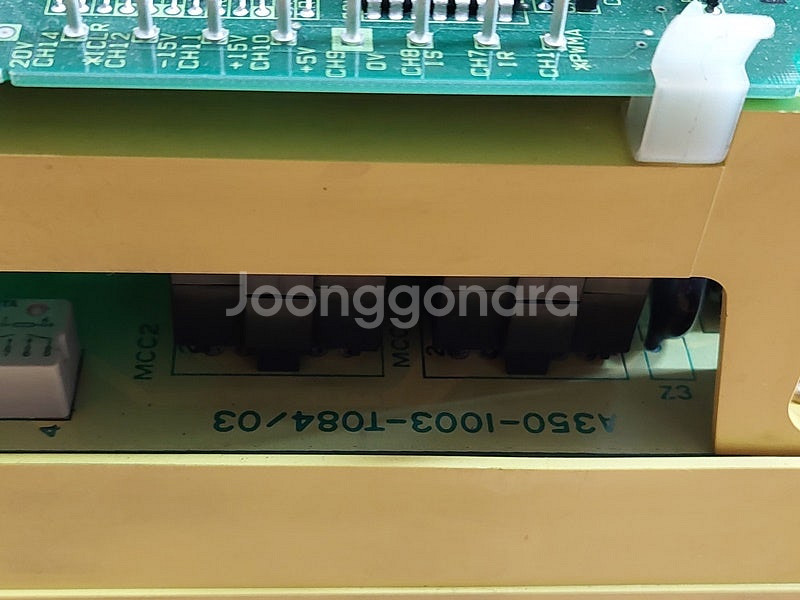 20V
CH14
*ICLR
CH12
-15V
CH11
+15V
CH10
+5V
CH9
0V
CH8
IS
CH7
IR
CH1
*PWMA
Joonggonara
MCC2
MCC
Z3
A350-1003-T084/03
4